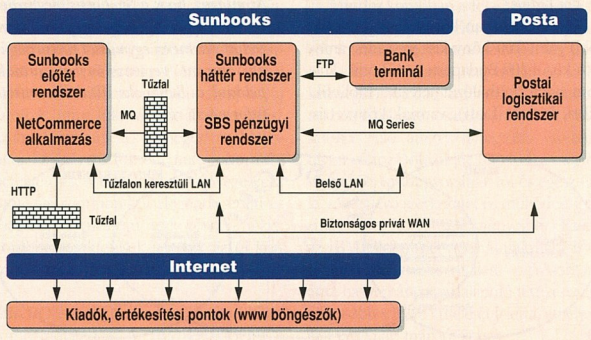 Sunbooks
Posta
Sunbooks
előtét
rendszer
NetCommerce
alkalmazás
Tűzfal
MQ
Sunbooks
háttér rendszer
SBS pénzügyi
rendszer
FTP
Bank
terminál
MQ Series
Postai
logisztikai
rendszer
Tűzfalon keresztüli LAN
Belső LAN
HTTP
Tűzfal
Biztonságos privát WAN
Internet
Kiadók, értékesítési pontok (www böngészők)